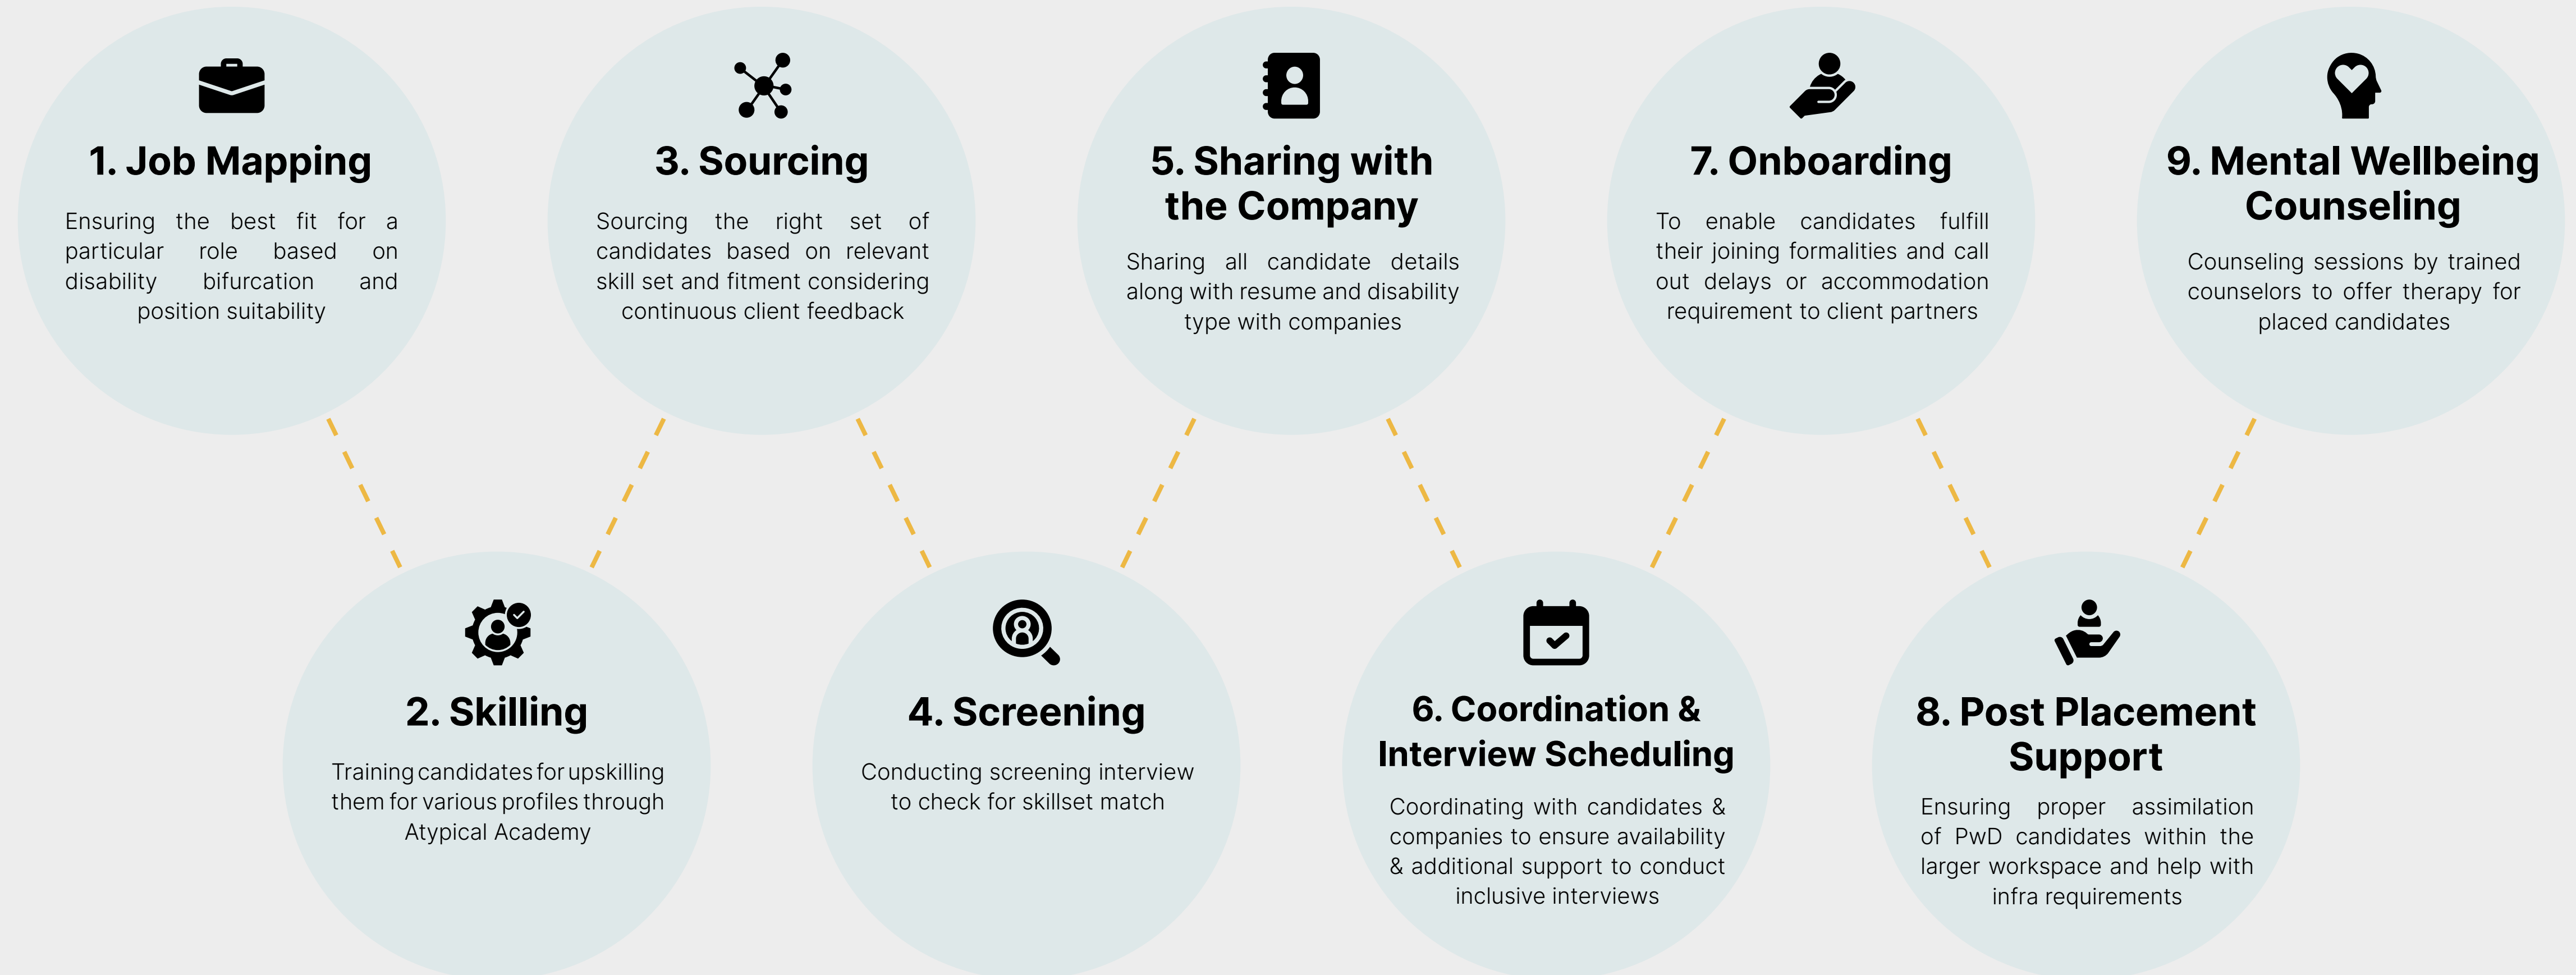 1. Job Mapping
Ensuring the best fit for a
particular role based on
disability bifurcation and
position suitability
2. Skilling
Training candidates for upskilling
them for various profiles through
Atypical Academy
3. Sourcing
Sourcing the right set of
candidates based on relevant
skill set and fitment considering
continuous client feedback
4. Screening
Conducting screening interview
to check for skillset match
5. Sharing with
the Company
Sharing all candidate details
along with resume and disability
type with companies
6. Coordination &
Interview Scheduling
Coordinating with candidates &
companies to ensure availability
& additional support to conduct
inclusive interviews
7. Onboarding
To enable candidates fulfill
their joining formalities and call
out delays or accommodation
requirement to client partners
8. Post Placement
Support
Ensuring proper assimilation
of PwD candidates within the
larger workspace and help with
infra requirements
9. Mental Wellbeing
Counseling
Counseling sessions by trained
counselors to offer therapy for
placed candidates